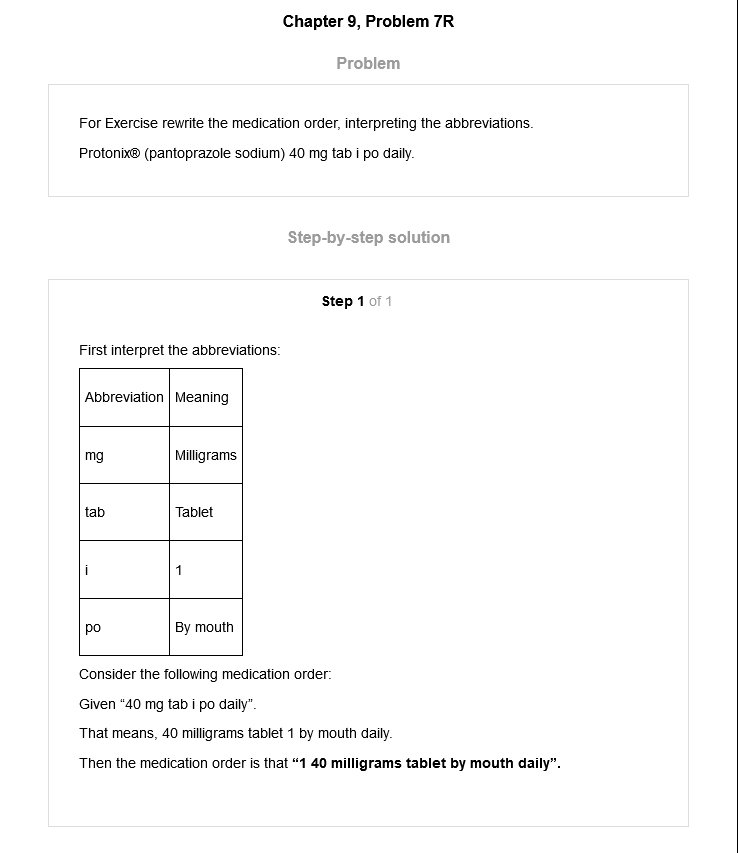 Chapter 9, Problem 7R
Problem
For Exercise rewrite the medication order, interpreting the abbreviations.
Protonix® (pantoprazole sodium) 40 mg tab i po daily.
Step-by-step solution
Step 1 of 1
First interpret the abbreviations:
Abbreviation Meaning
mg Milligrams
tab Tablet
i 1
po By mouth
Consider the following medication order:
Given “40 mg tab i po daily”.
That means, 40 milligrams tablet 1 by mouth daily.
Then the medication order is that “1 40 milligrams tablet by mouth daily”.